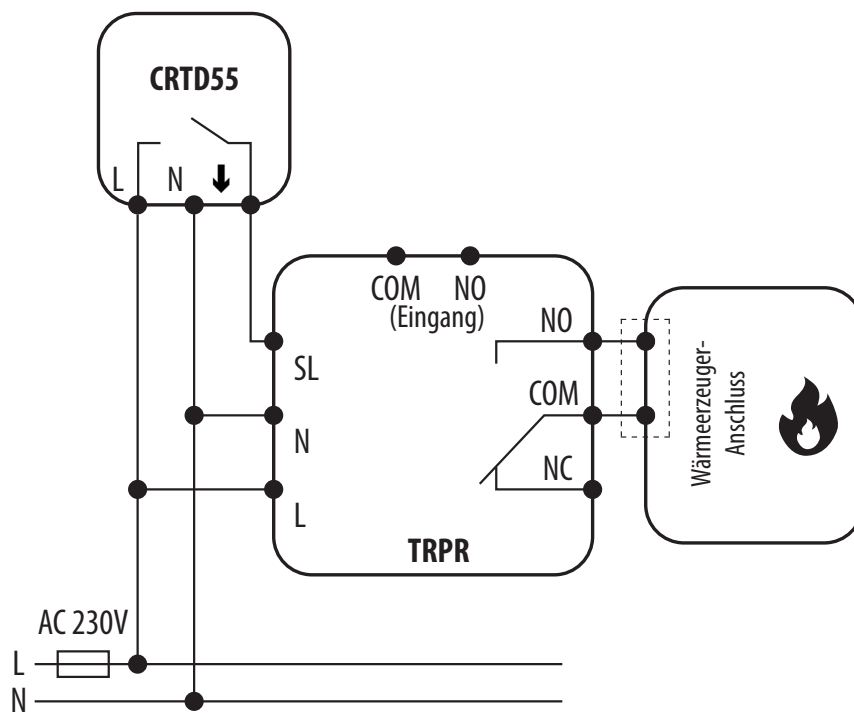 CRTD55
L N
COM NO
(Eingang)
NO
SL
COM
N
NC
L
TRPR
Wärmeerzeuger-
Anschluss
AC 230V
L
N